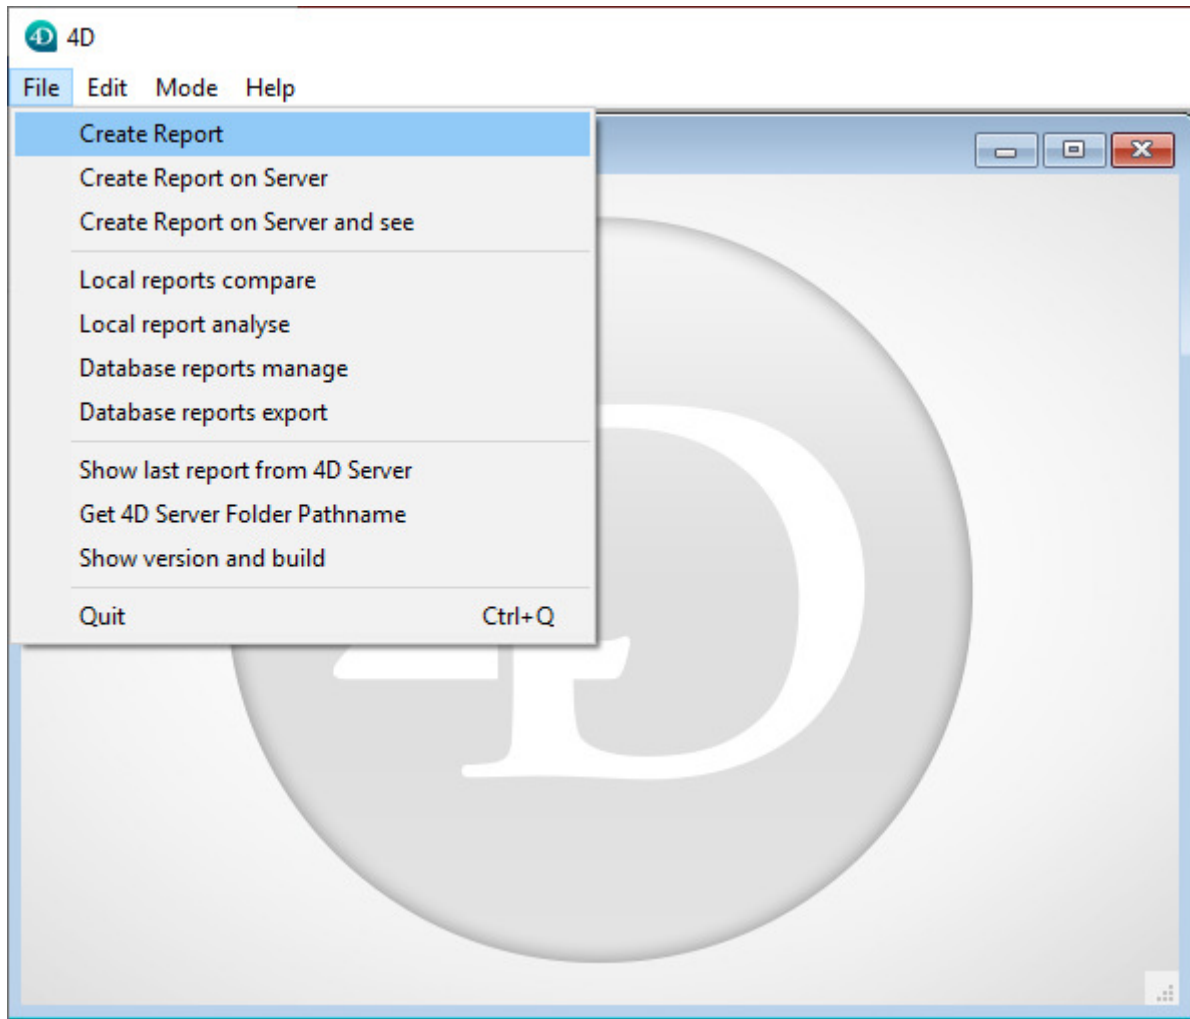 4D 4D
File Edit Mode Help
Create Report
Create Report on Server
Create Report on Server and see
Local reports compare
Local report analyse
Database reports manage
Database reports export
Show last report from 4D Server
Get 4D Server Folder Pathname
Show version and build
Quit Ctrl+Q
4D